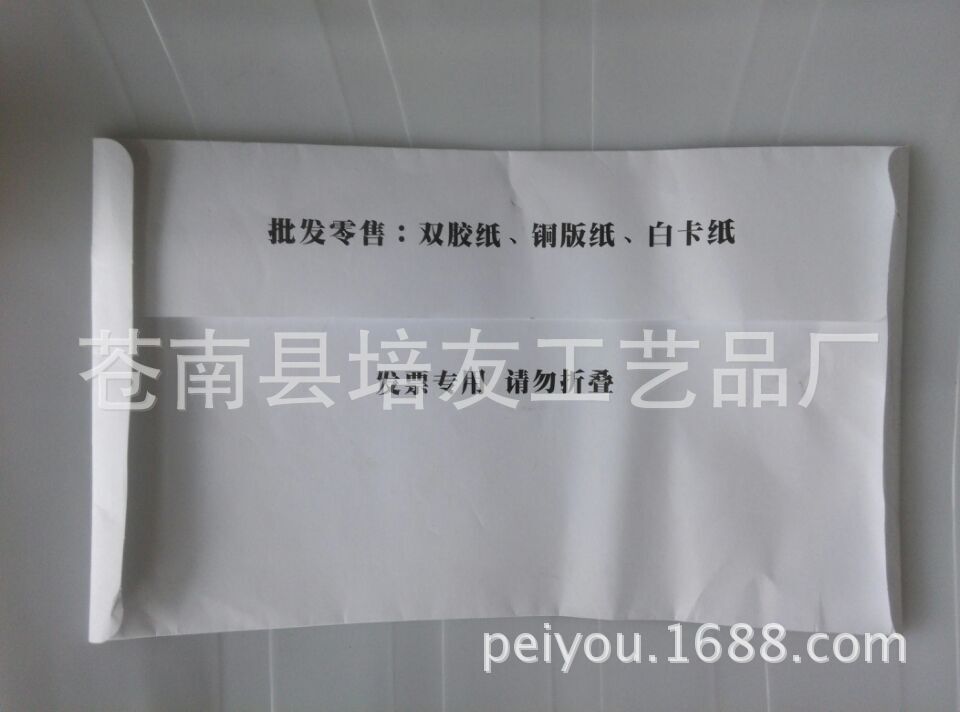 批发零售：双胶纸、铜版纸、白卡纸
苍南县培友工艺品厂
发票专用 请勿折叠
peiyou.1688.com